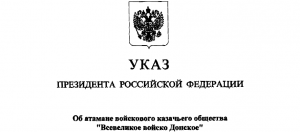 УКАЗ
ПРЕЗИДЕНТА РОССИЙСКОЙ ФЕДЕРАЦИИ
Об атамане войскового казачьего общества
"Всевеликое войско Донское"